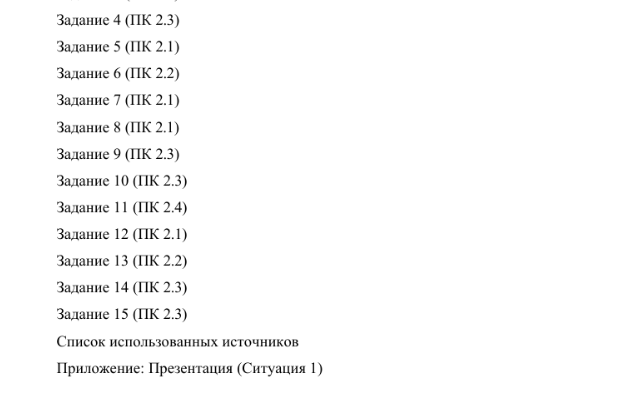 Задание 4 (ПК 2.3)
Задание 5 (ПК 2.1)
Задание 6 (ПК 2.2)
Задание 7 (ПК 2.1)
Задание 8 (ПК 2.1)
Задание 9 (ПК 2.3)
Задание 10 (ПК 2.3)
Задание 11 (ПК 2.4)
Задание 12 (ПК 2.1)
Задание 13 (ПК 2.2)
Задание 14 (ПК 2.3)
Задание 15 (ПК 2.3)
Список использованных источников
Приложение: Презентация (Ситуация 1)